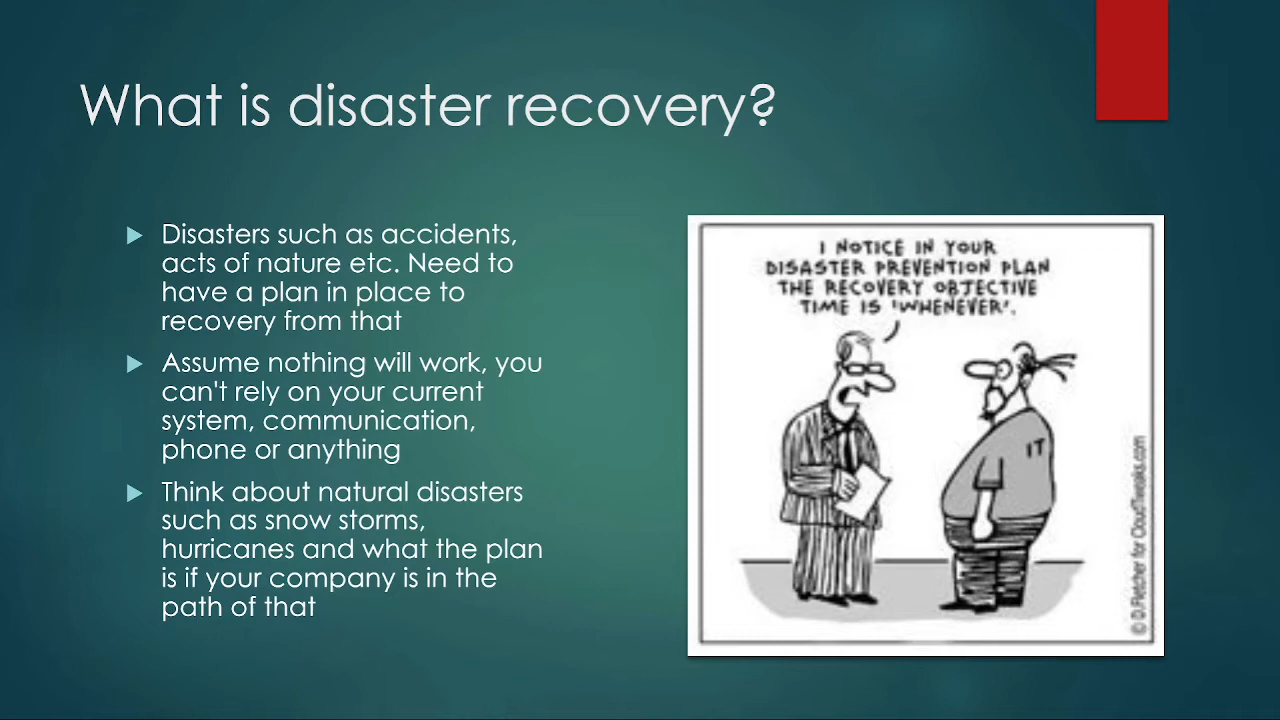 What is disaster recovery?
Disasters such as accidents,
acts of nature etc. Need to
have a plan in place to
recovery from that
Assume nothing will work, you
can't rely on your current
system, communication,
phone or anything
Think about natural disasters
such as snow storms,
hurricanes and what the plan
is if your company is in the
path of that
I NOTICE IN YOUR
DISASTER PREVENTION PLAN
THE RECOVERY OBJECTIVE
TIME IS 'WHENEVER'.
IT
© D.Fletcher for CloudTweaks.com